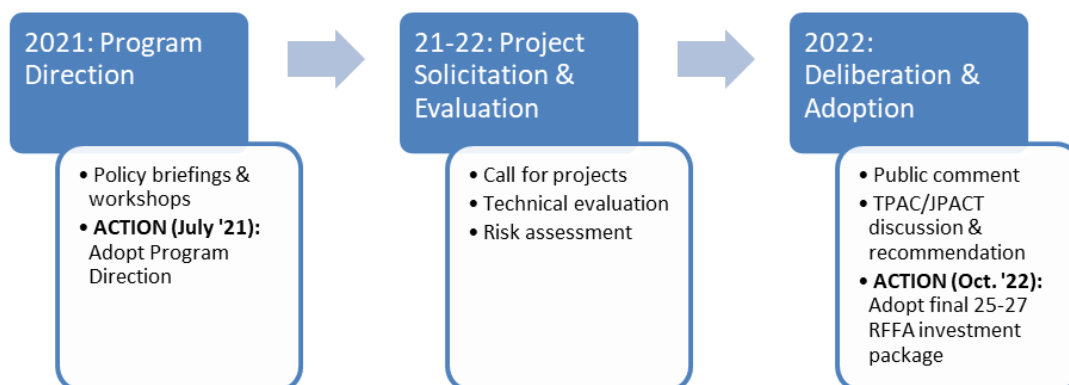 2021: Program
Direction
• Policy briefings &
workshops
• ACTION (July '21):
Adopt Program
Direction
21-22: Project
Solicitation &
Evaluation
• Call for projects
• Technical evaluation
• Risk assessment
2022:
Deliberation &
Adoption
• Public comment
• TPAC/JPACT
discussion &
recommendation
• ACTION (Oct. '22):
Adopt final 25-27
RFFA investment
package